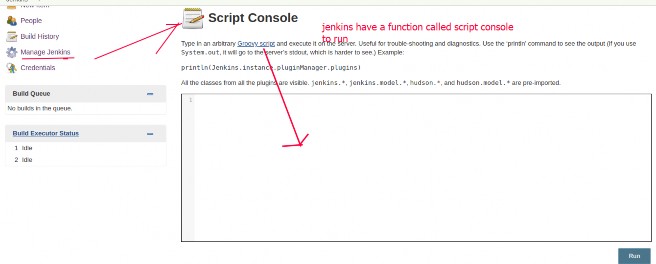 New Item
People
Build History
Manage Jenkins
Credentials
Build Queue
No builds in the queue.
Build Executor Status
1 Idle
2 Idle
Script Console
jenkins have a function called script console
to run
Type in an arbitrary Groovy script and execute it on the server. Useful for trouble-shooting and diagnostics. Use the 'println' command to see the output (if you use
System.out, it will go to the server's stdout, which is harder to see.) Example:
println(Jenkins.instance.pluginManager.plugins)
All the classes from all the plugins are visible. jenkins.*, jenkins.model.*, hudson.*, and hudson.model.* are pre-imported.
1
Run